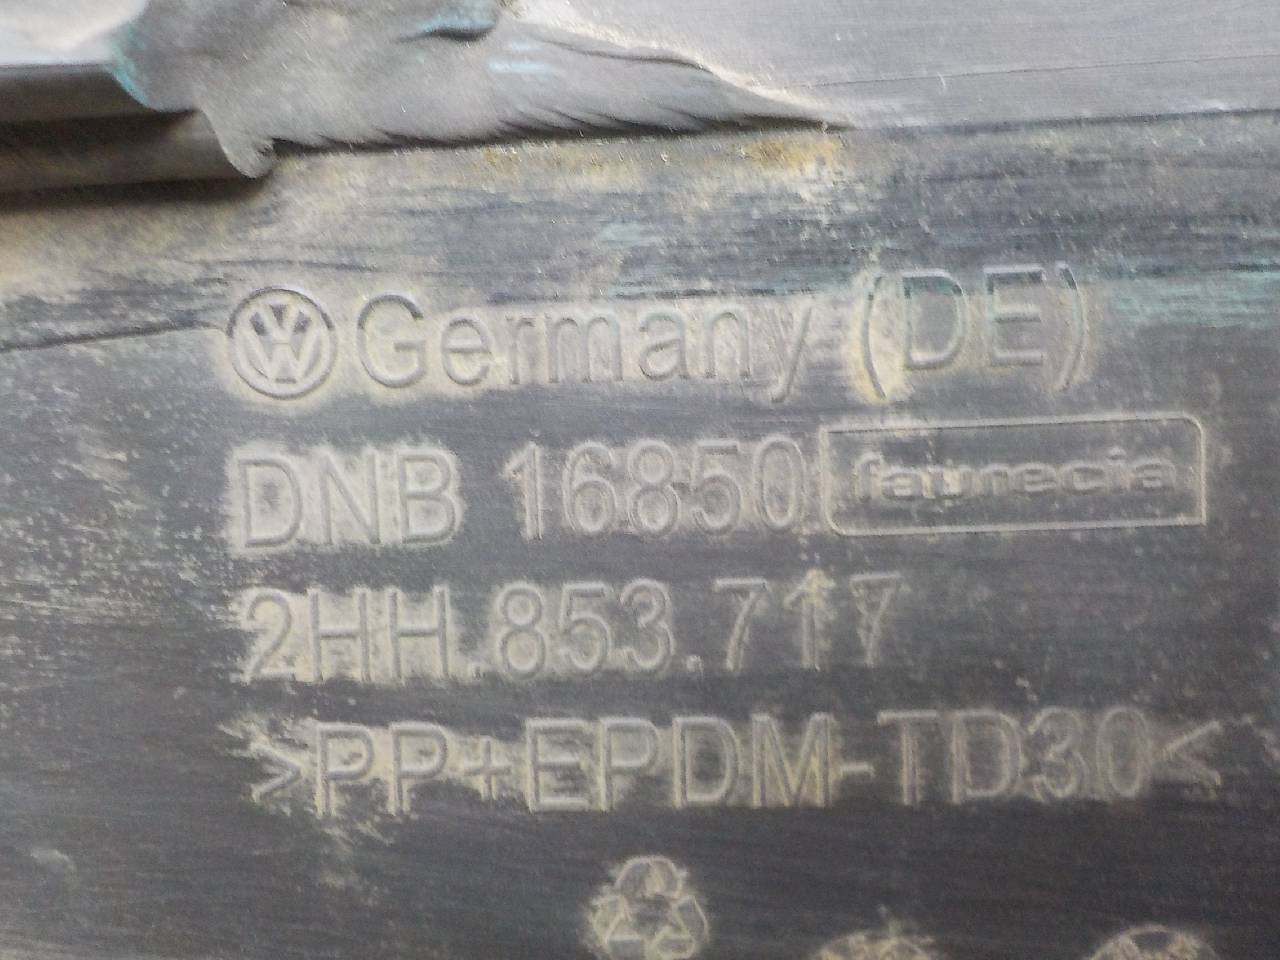 Germany (DE)
DNB 16850 faurecia
2HH.853.717
>PP+EPDM-TD30<